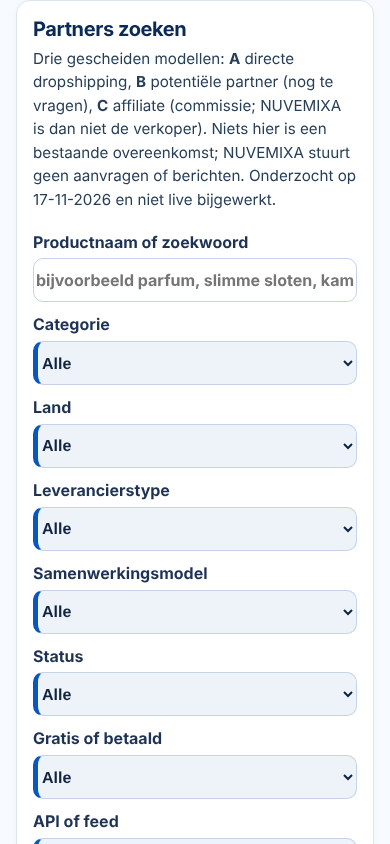 Partners zoeken
Drie gescheiden modellen: A directe
dropshipping, B potentiële partner (nog te
vragen), C affiliate (commissie; NUVEMIXA
is dan niet de verkoper). Niets hier is een
bestaande overeenkomst; NUVEMIXA stuurt
geen aanvragen of berichten. Onderzocht op
17-11-2026 en niet live bijgewerkt.
Productnaam of zoekwoord
bijvoorbeeld parfum, slimme sloten, kam
Categorie
Alle
Land
Alle
Leverancierstype
Alle
Samenwerkingsmodel
Alle
Status
Alle
Gratis of betaald
Alle
API of feed